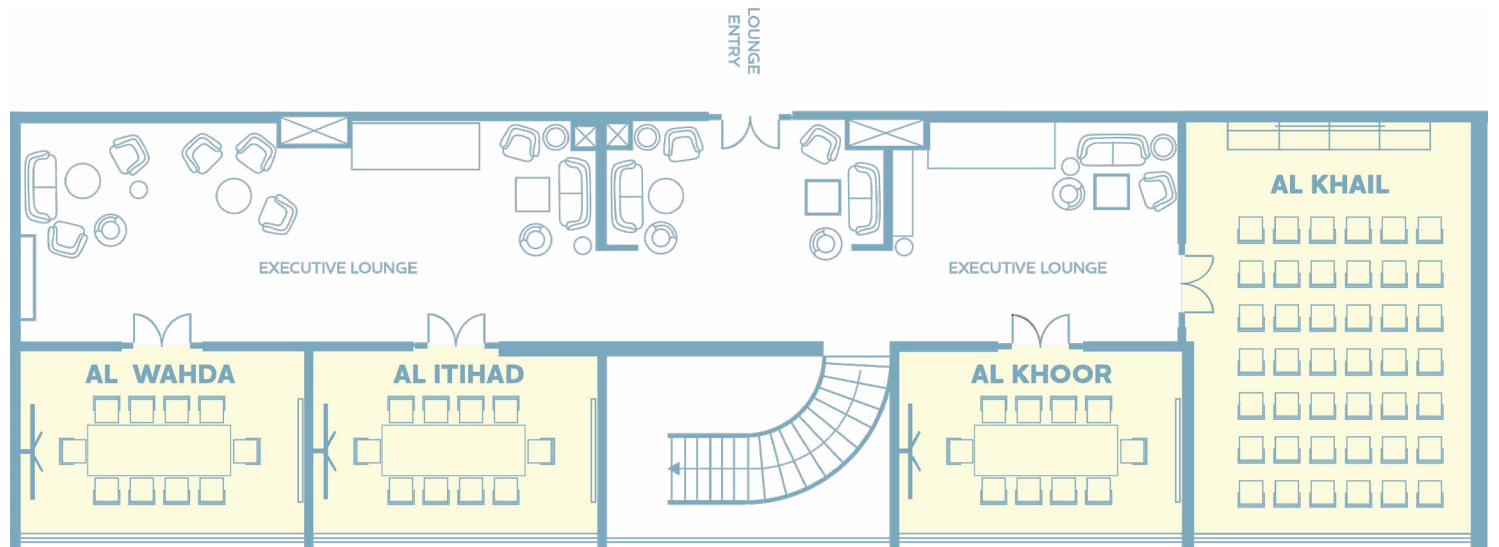 LOUNGE
ENTRY
AL KHAIL
EXECUTIVE LOUNGE
EXECUTIVE LOUNGE
AL WAHDA
AL ITIHAD
AL KHOOR